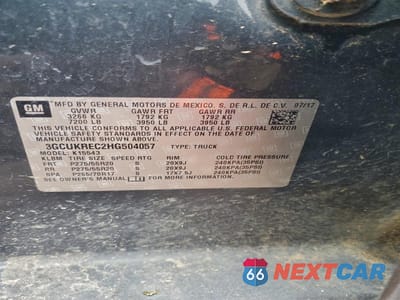 GM
MFD BY GENERAL MOTORS DE MEXICO, S. DE R.L. DE C.V. 07/17
GVWR GAWR FRT GAWR RR
3266 KG 1792 KG 1792 KG
7200 LB 3950 LB 3950 LB
THIS VEHICLE CONFORMS TO ALL APPLICABLE U.S. FEDERAL MOTOR
VEHICLE SAFETY STANDARDS IN EFFECT ON THE DATE OF
MANUFACTURE SHOWN ABOVE.
3GCUKREC2HG504057 TYPE: TRUCK
MODEL: K15543
TIRE SIZE SPEED RTG RIM COLD TIRE PRESSURE
FRT P275/55R20 S 20X9J 240KPA(35PSI)
RR P275/55R20 S 20X9J 240KPA(35PSI)
SPA P265/70R17 S 17X7.5J 240KPA(35PSI)
SEE OWNER'S MANUAL FOR MORE INFORMATION.
66 NEXTCAR